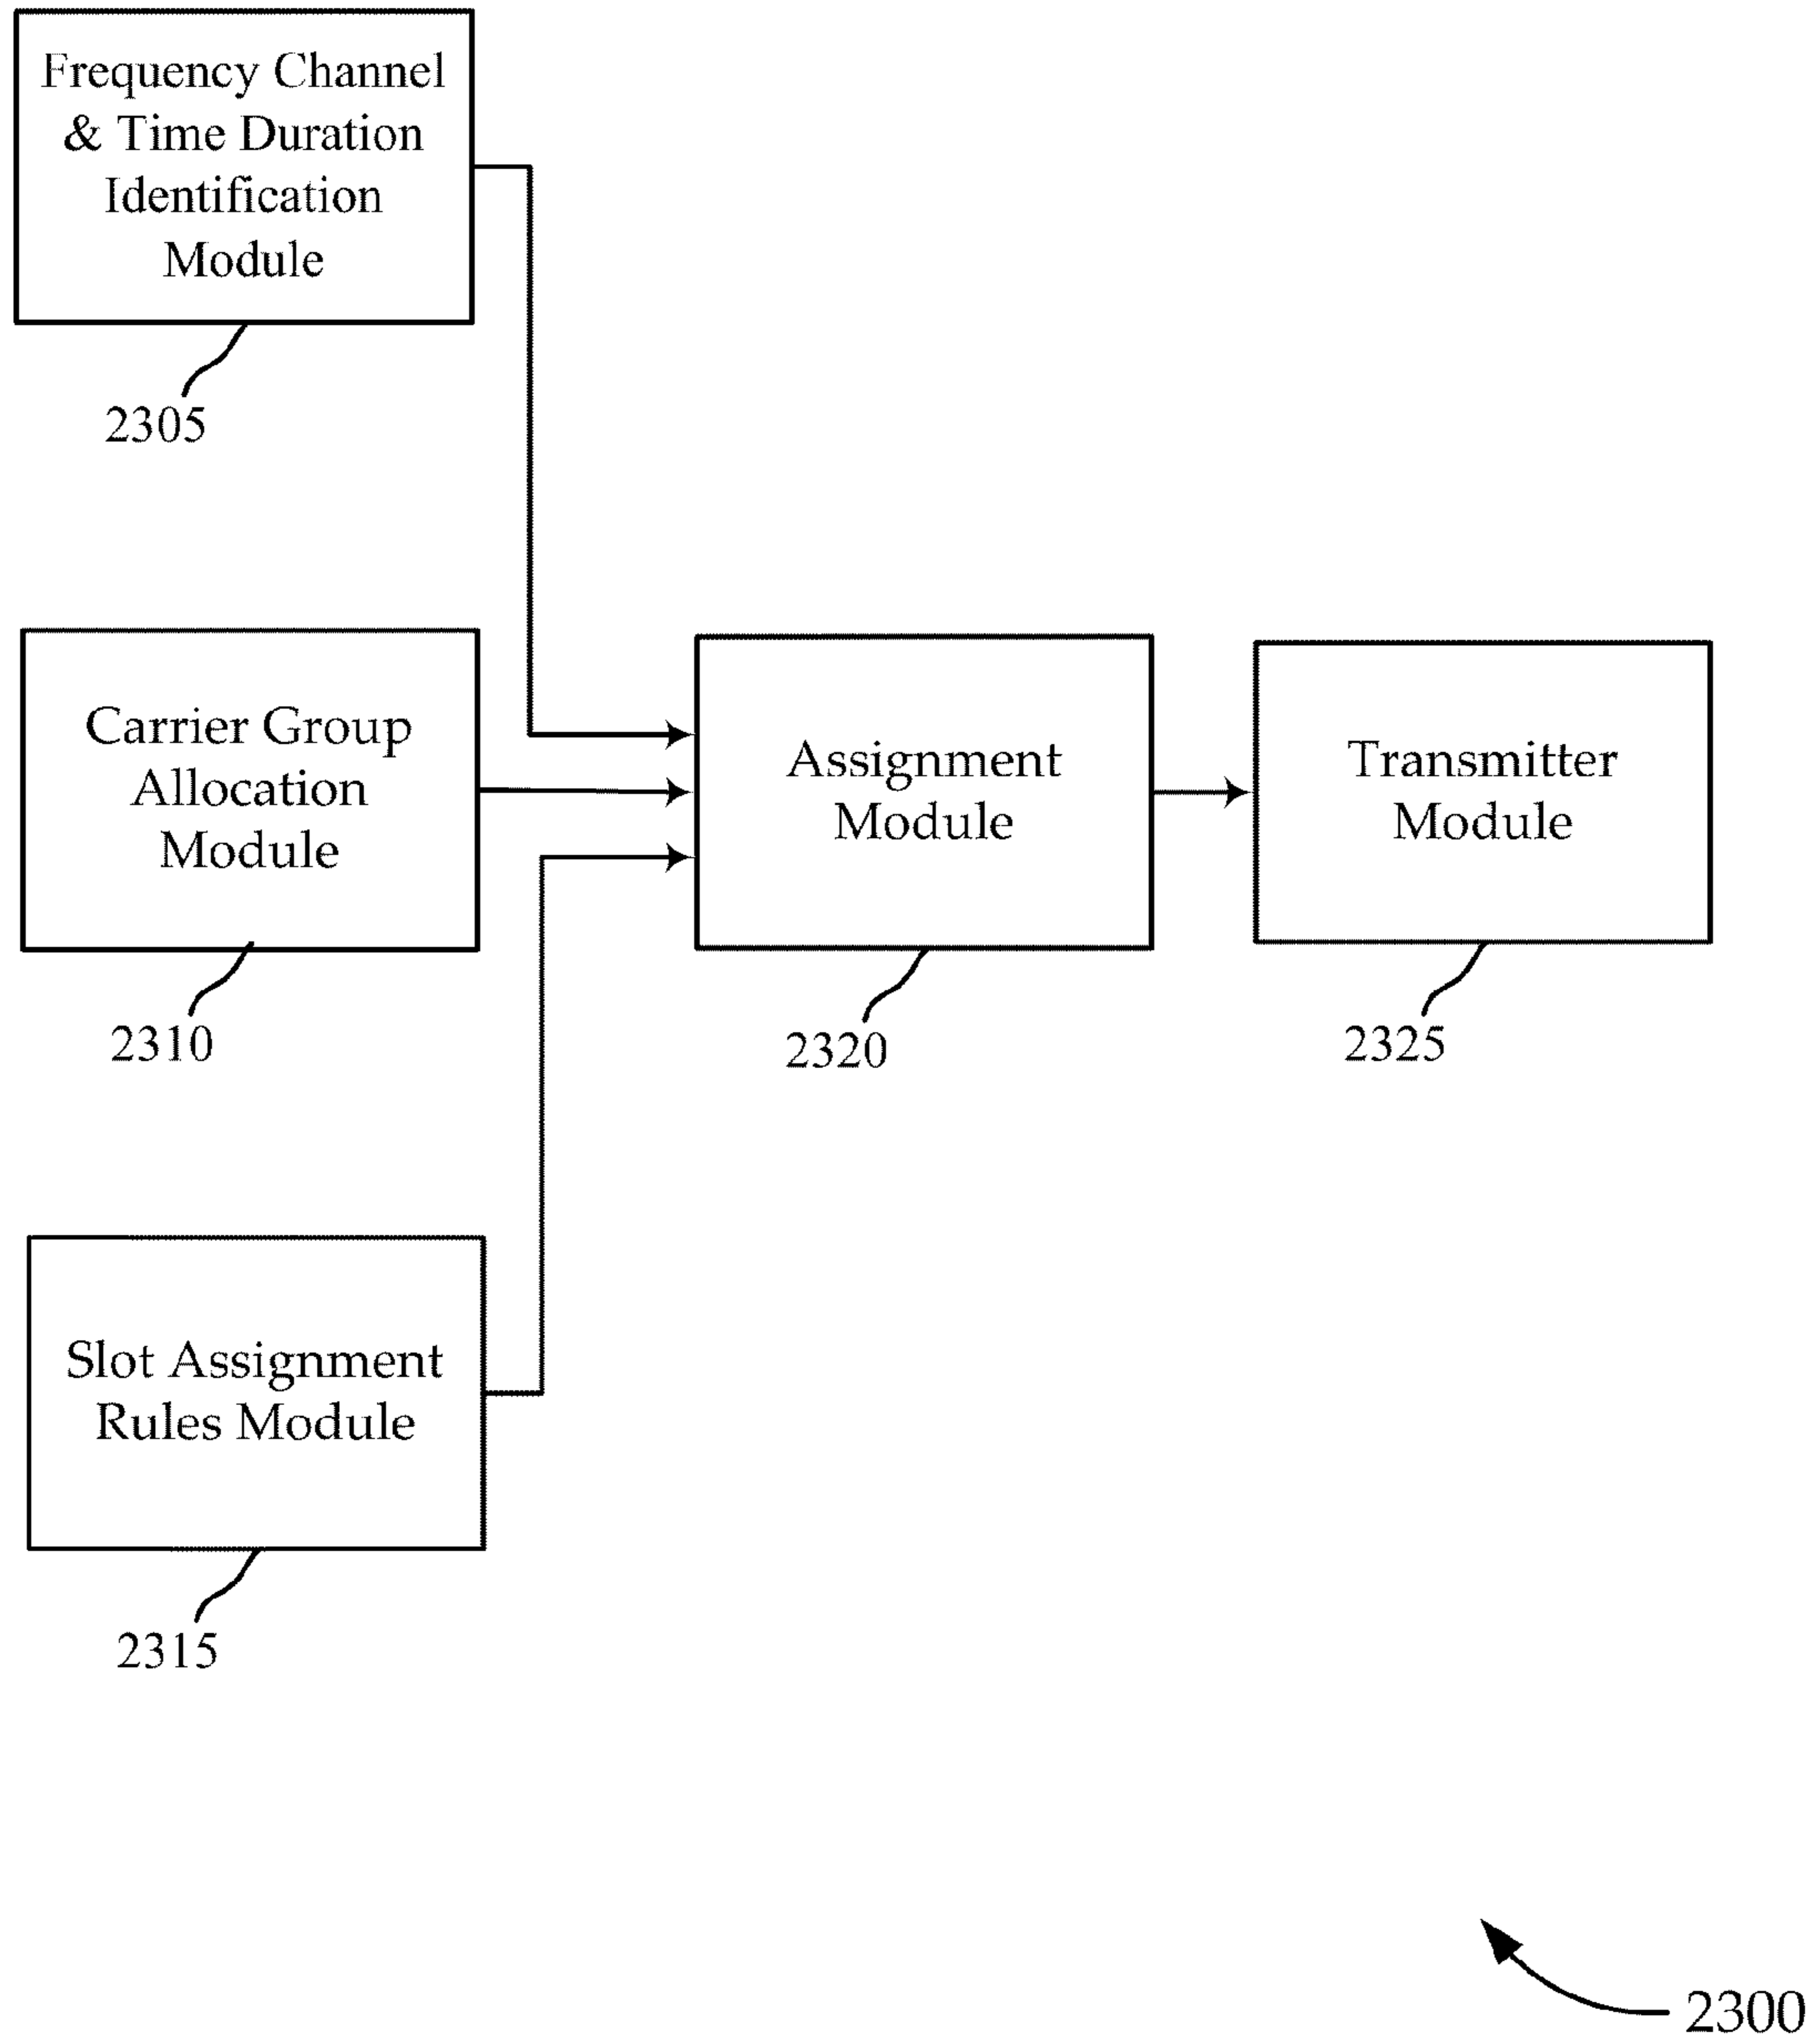 Frequency Channel
& Time Duration
Identification
Module
2305
Carrier Group
Allocation
Module
2310
Assignment
Module
2320
Transmitter
Module
2325
Slot Assignment
Rules Module
2315
2300